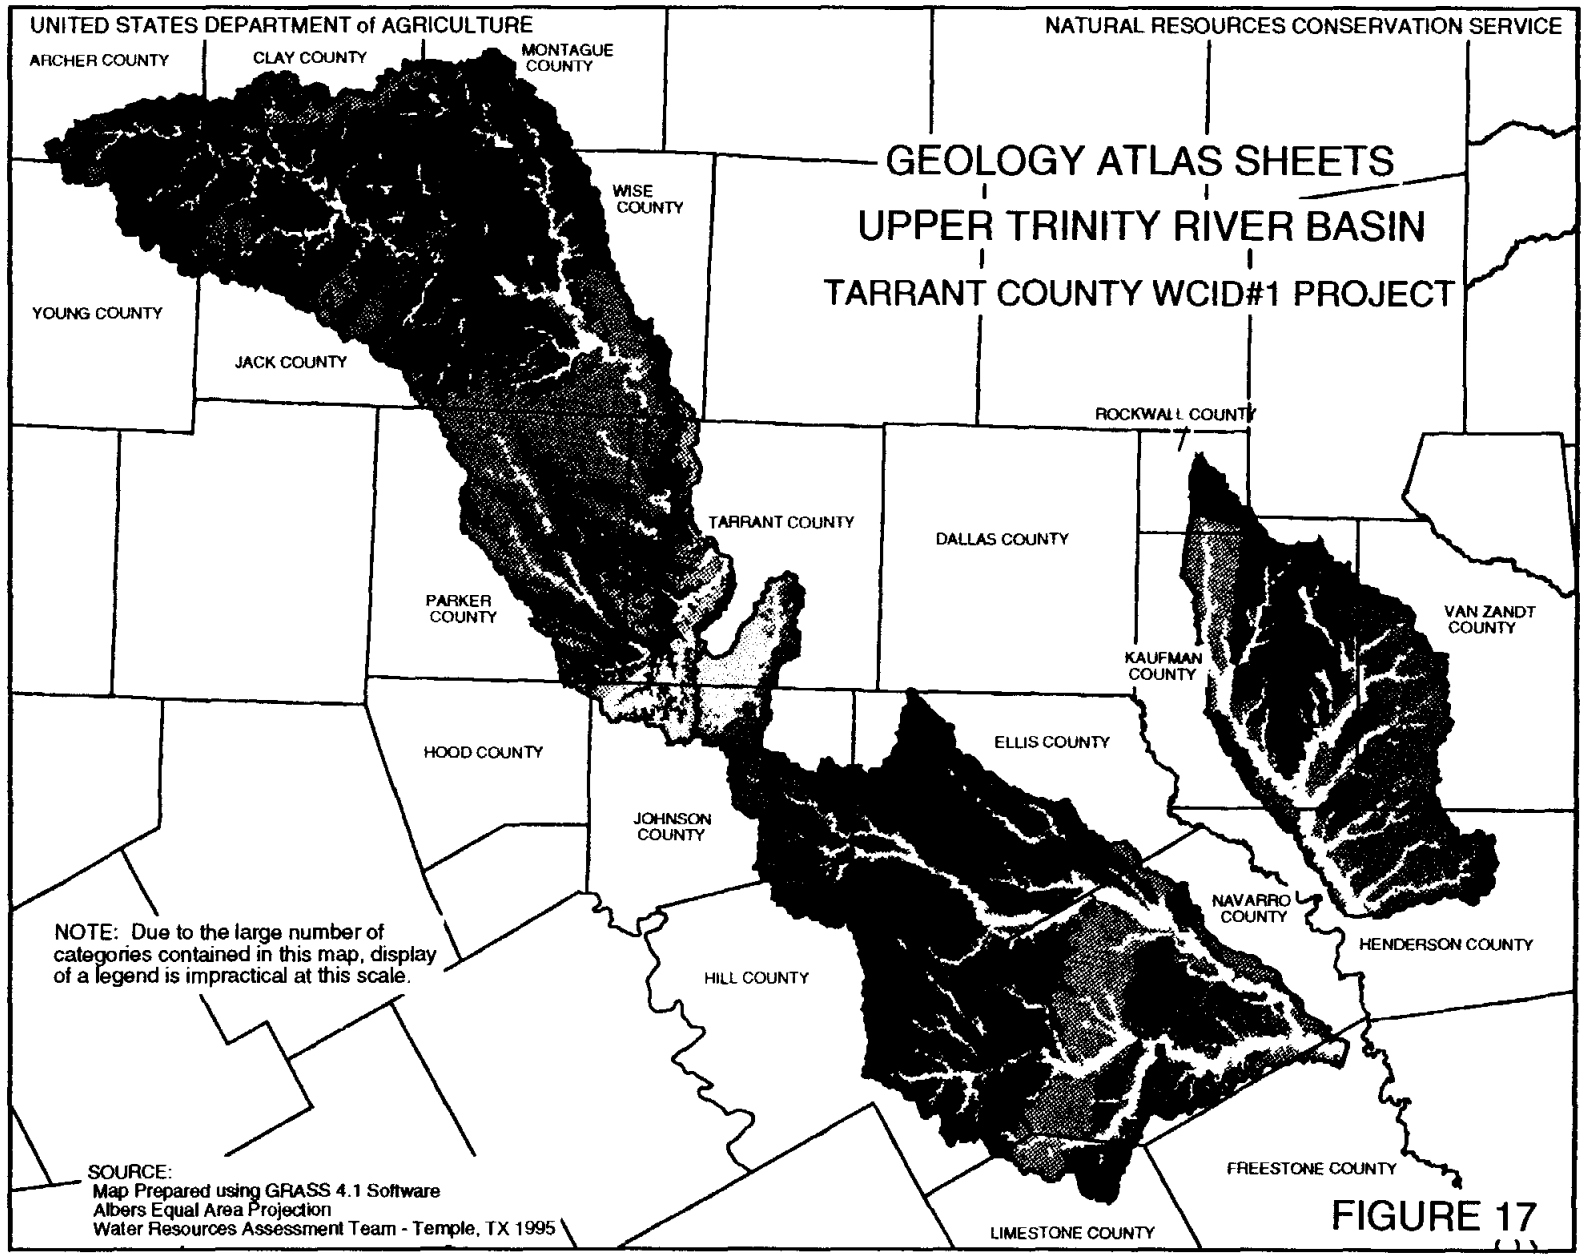 UNITED STATES DEPARTMENT of AGRICULTURE
NATURAL RESOURCES CONSERVATION SERVICE
ARCHER COUNTY
CLAY COUNTY
MONTAGUE
COUNTY
GEOLOGY ATLAS SHEETS
UPPER TRINITY RIVER BASIN
TARRANT COUNTY WCID#1 PROJECT
WISE
COUNTY
YOUNG COUNTY
JACK COUNTY
ROCKWALL COUNTY
TARRANT COUNTY
DALLAS COUNTY
PARKER
COUNTY
VAN ZANDT
COUNTY
KAUFMAN
COUNTY
HOOD COUNTY
ELLIS COUNTY
JOHNSON
COUNTY
NAVARRO
COUNTY
HENDERSON COUNTY
HILL COUNTY
NOTE: Due to the large number of
categories contained in this map, display
of a legend is impractical at this scale.
FREESTONE COUNTY
LIMESTONE COUNTY
SOURCE:
Map Prepared using GRASS 4.1 Software
Albers Equal Area Projection
Water Resources Assessment Team - Temple, TX 1995
FIGURE 17